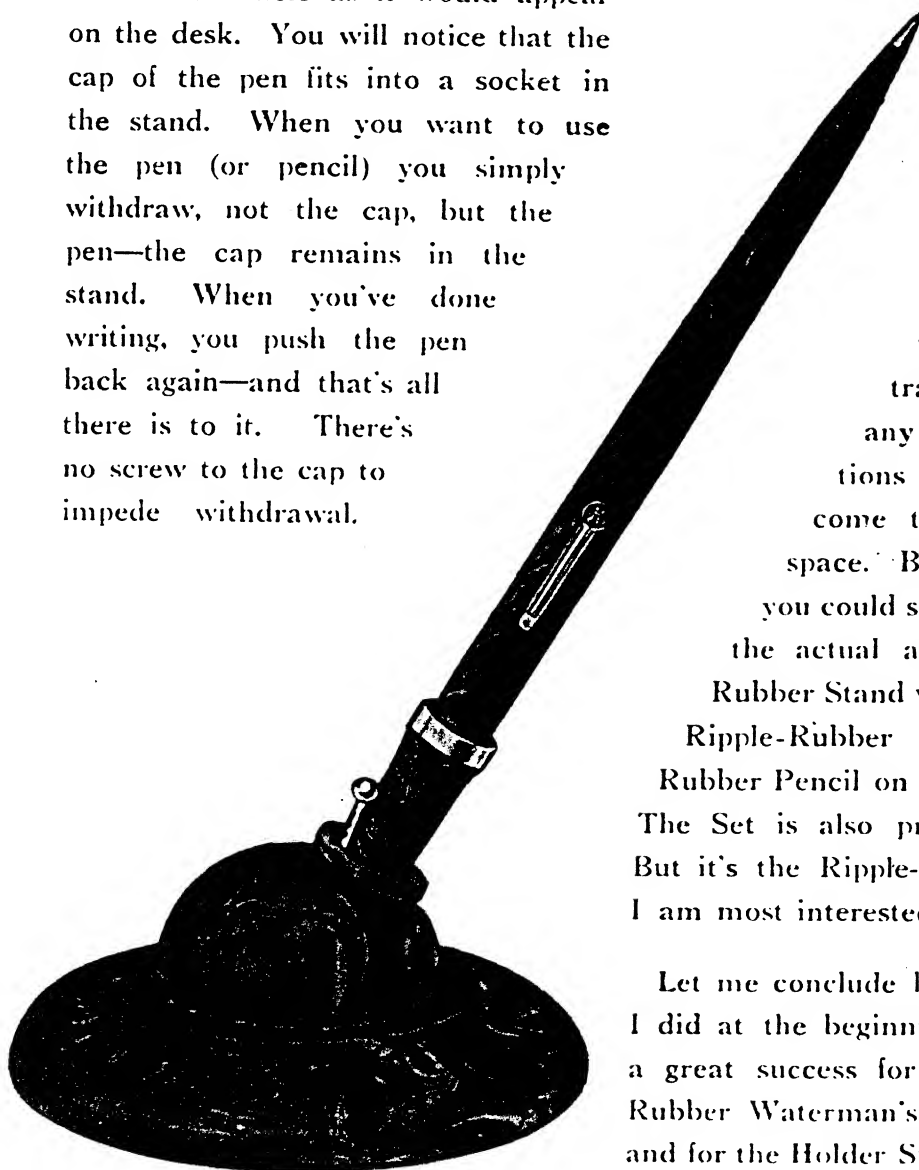 on the desk. You will notice that the
cap of the pen fits into a socket in
the stand. When you want to use
the pen (or pencil) you simply
withdraw, not the cap, but the
pen—the cap remains in the
stand. When you've done
writing, you push the pen
back again—and that's all
there is to it. There's
no screw to the cap to
impede withdrawal.
any
tions
come
space. B
you could
the actual a
Rubber Stand
Ripple-Rubber
Rubber Pencil on
The Set is also
But it's the Ripple-
I am most
Let me conclude
I did at the
a great success for
Rubber Waterman's
and for the Holder S